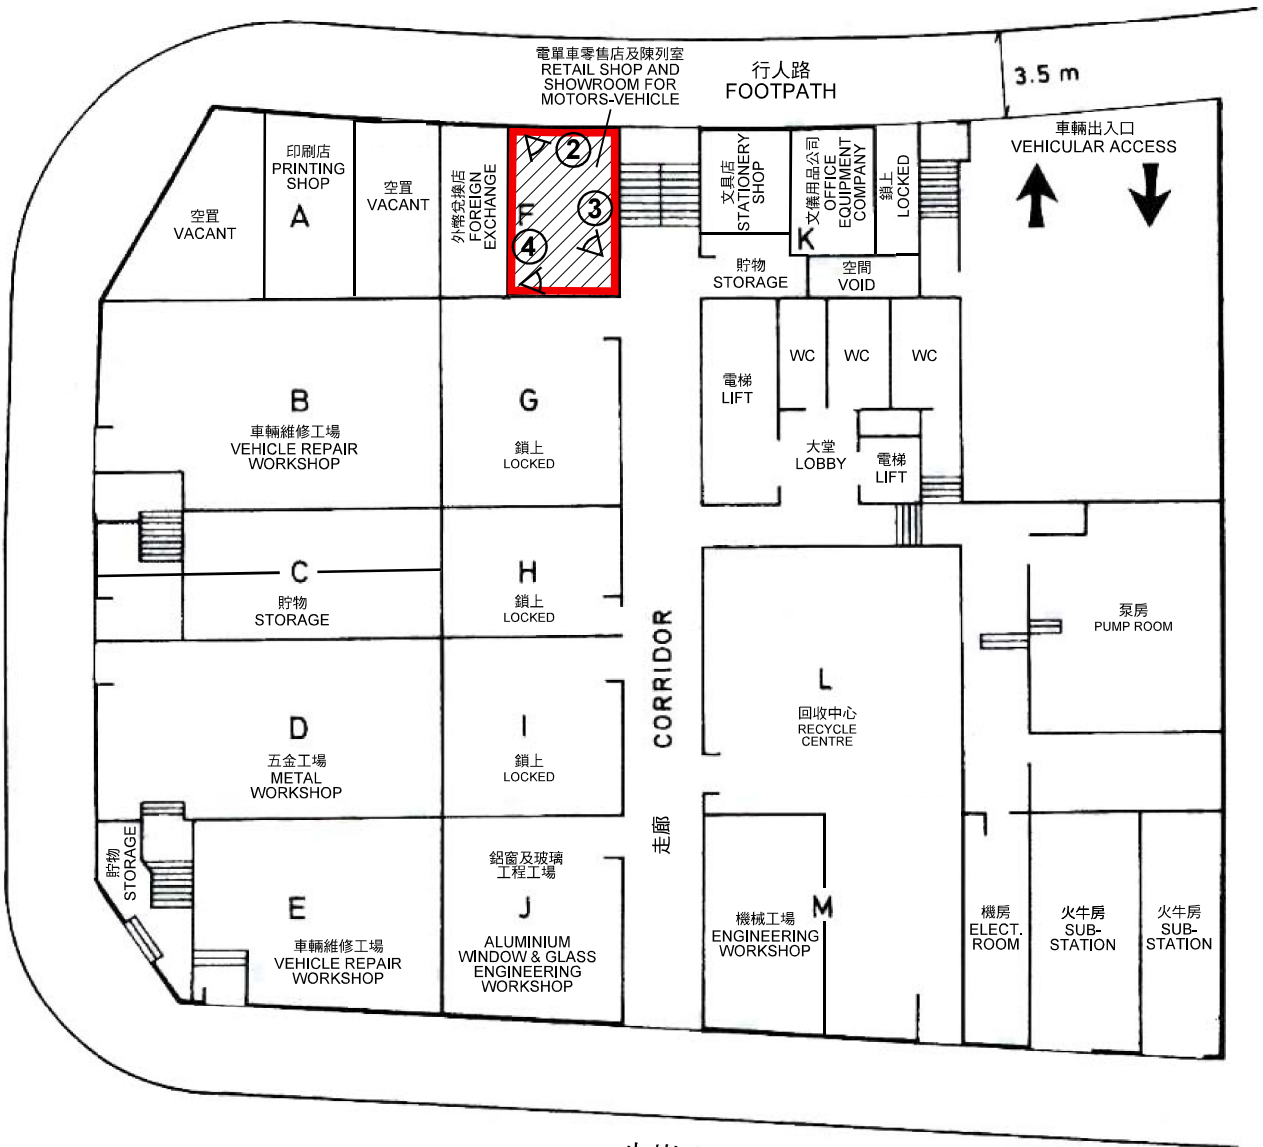 電單車零售店及陳列室
RETAIL SHOP AND
SHOWROOM FOR
MOTORS-VEHICLE
行人路
FOOTPATH
3.5 m
車輛出入口
VEHICULAR ACCESS
空置
VACANT
印刷店
PRINTING
SHOP
A
空置
VACANT
外幣兌換店
FOREIGN
EXCHANGE
2
3
F
4
文具店
STATIONERY
SHOP
文儀用品公司
OFFICE
EQUIPMENT
COMPANY
K
鎖上
LOCKED
貯物
STORAGE
空間
VOID
B
車輛維修工場
VEHICLE REPAIR
WORKSHOP
G
鎖上
LOCKED
電梯
LIFT
WC
WC
WC
大堂
LOBBY
電梯
LIFT
C
貯物
STORAGE
H
鎖上
LOCKED
泵房
PUMP ROOM
D
五金工場
METAL
WORKSHOP
I
鎖上
LOCKED
CORRIDOR
走廊
L
回收中心
RECYCLE
CENTRE
貯物
STORAGE
E
車輛維修工場
VEHICLE REPAIR
WORKSHOP
鋁窗及玻璃
工程工場
J
ALUMINIUM
WINDOW & GLASS
ENGINEERING
WORKSHOP
機械工場
ENGINEERING
WORKSHOP
M
機房
ELECT.
ROOM
火牛房
SUB-
STATION
火牛房
SUB-
STATION